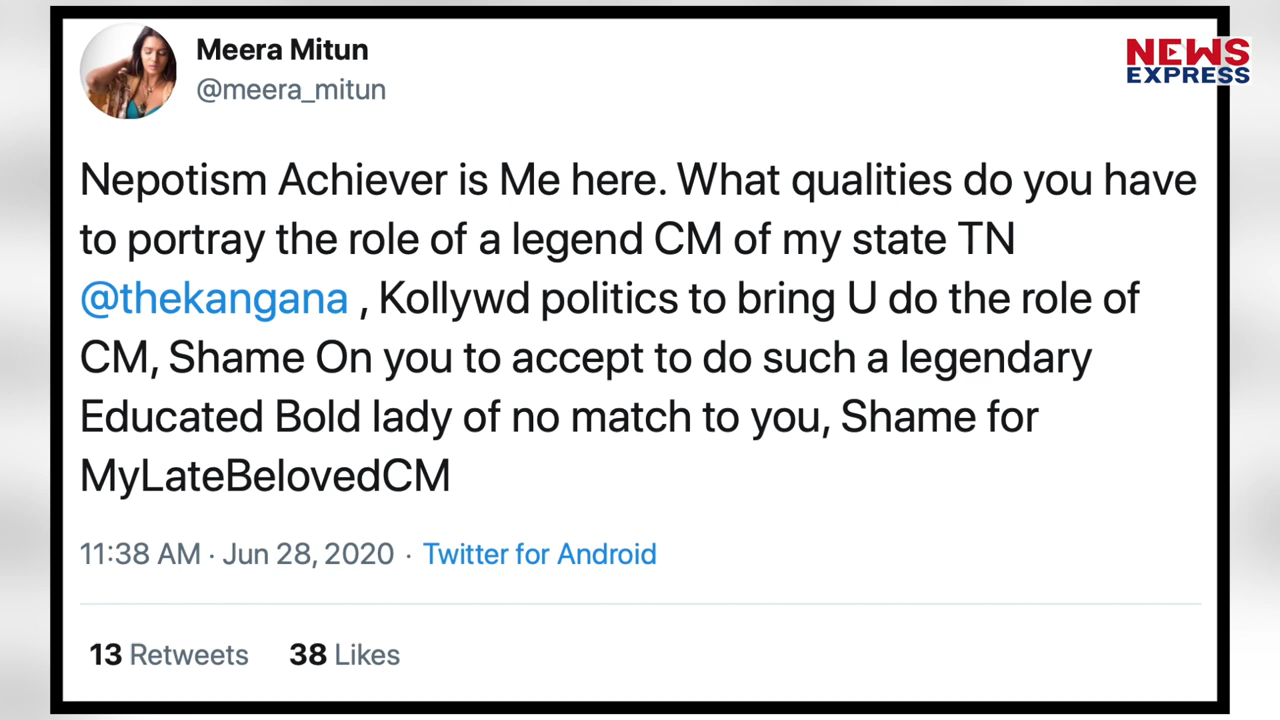 Meera Mitun
@meera_mitun
NEWS
EXPRESS
Nepotism Achiever is Me here. What qualities do you have
to portray the role of a legend CM of my state TN
@thekangana , Kollywd politics to bring U do the role of
CM, Shame On you to accept to do such a legendary
Educated Bold lady of no match to you, Shame for
MyLateBelovedCM
11:38 AM · Jun 28, 2020 · Twitter for Android
13 Retweets 38 Likes